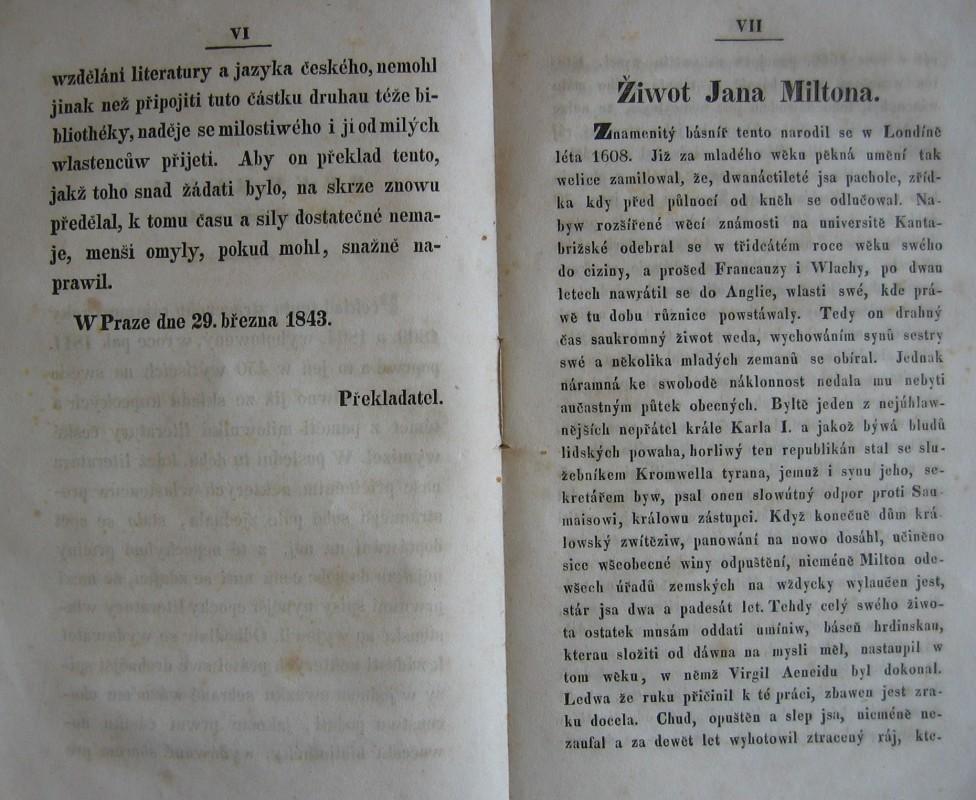 VI
wzdělání literatury a jazyka českého, nemohl
jinak než připojiti tuto částku druhau téže bi-
bliothéky, naděje se milostiwého i jí od milých
wlastencůw přijetí. Aby on překlad tento,
jakž toho snad žádati bylo, na skrze znowu
předělal, k tomu času a síly dostatečné nema-
je, menší omyly, pokud mohl, snažně na-
prawil.
W Praze dne 29. března 1843.
Překladatel.
VII
Žiwot Jana Miltona.
Znamenitý básníř tento narodil se w Londíně
léta 1608. Již za mladého wěku pěkná umění tak
welice zamilowal, že, dwanáctileté jsa pachole, zříd-
ka kdy před půlnocí od kněh se odlučowal. Na-
byw rozšířené wěcí známosti na universitě Kanta-
brižské odebral se w třidcátém roce wěku swého
do ciziny, a prošed Francauzy i Wlachy, po dwau
letech nawrátil se do Anglie, wlasti swé, kde prá-
wě tu dobu různice powstáwaly. Tedy on drahný
čas saukromný žiwot weda, wychowáním synů sestry
swé a několika mladých zemanů se obíral. Jednak
náramná ke swobodě náklonnost nedala mu nebyti
aučastným půtek obecných. Byltě jeden z nejúhlaw-
nějších nepřátel krále Karla I. a jakož býwá bludů
lidských powaha, horliwý ten republikán stal se slu-
žebníkem Kromwella tyrana, jemuž i synu jeho, se-
kretářem byw, psal onen slowútný odpor proti Sau-
maisowi, králowu zástupci. Když konečně dům krá-
lowský zwítěziw, panowání na nowo dosáhl, učiněno
sice wšeobecné winy odpuštění, nicméně Milton ode-
wšech úřadů zemských na wždycky wylaučen jest,
stár jsa dwa a padesát let. Tehdy celý swého žiwo-
ta ostatek musám oddati umíniw, báseň hrdinskau,
kterau složiti od dáwna na mysli měl, nastaupil w
tom wěku, w němž Virgil Aeneidu byl dokonal.
Ledwa že ruku přičinil k té práci, zbawen jest zra-
ku docela. Chud, opuštěn a slep jsa, nicméně ne-
zaufal a za dewět let wyhotowil ztracený ráj, kte-